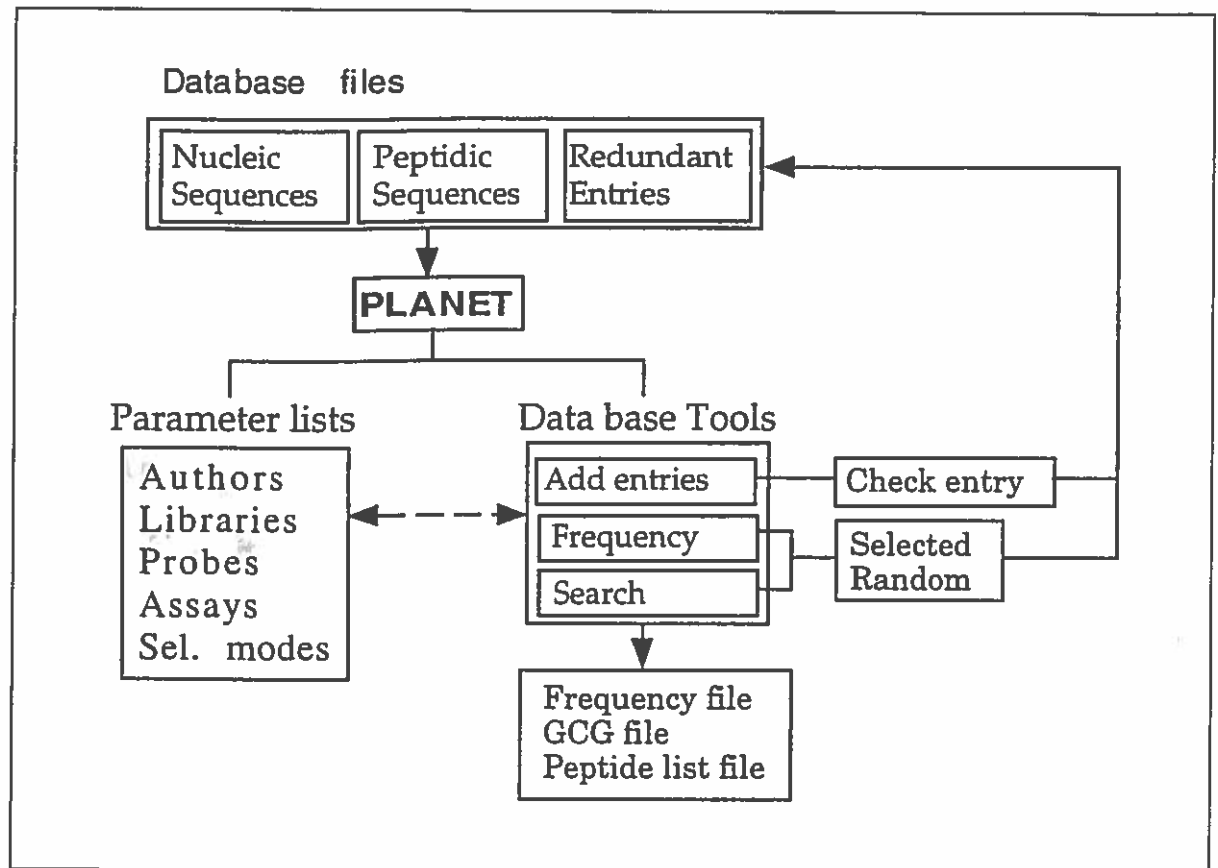 Database files
Nucleic
Sequences
Peptidic
Sequences
Redundant
Entries
PLANET
Parameter lists
Authors
Libraries
Probes
Assays
Sel. modes
Data base Tools
Add entries
Frequency
Search
Check entry
Selected
Random
Frequency file
GCG file
Peptide list file